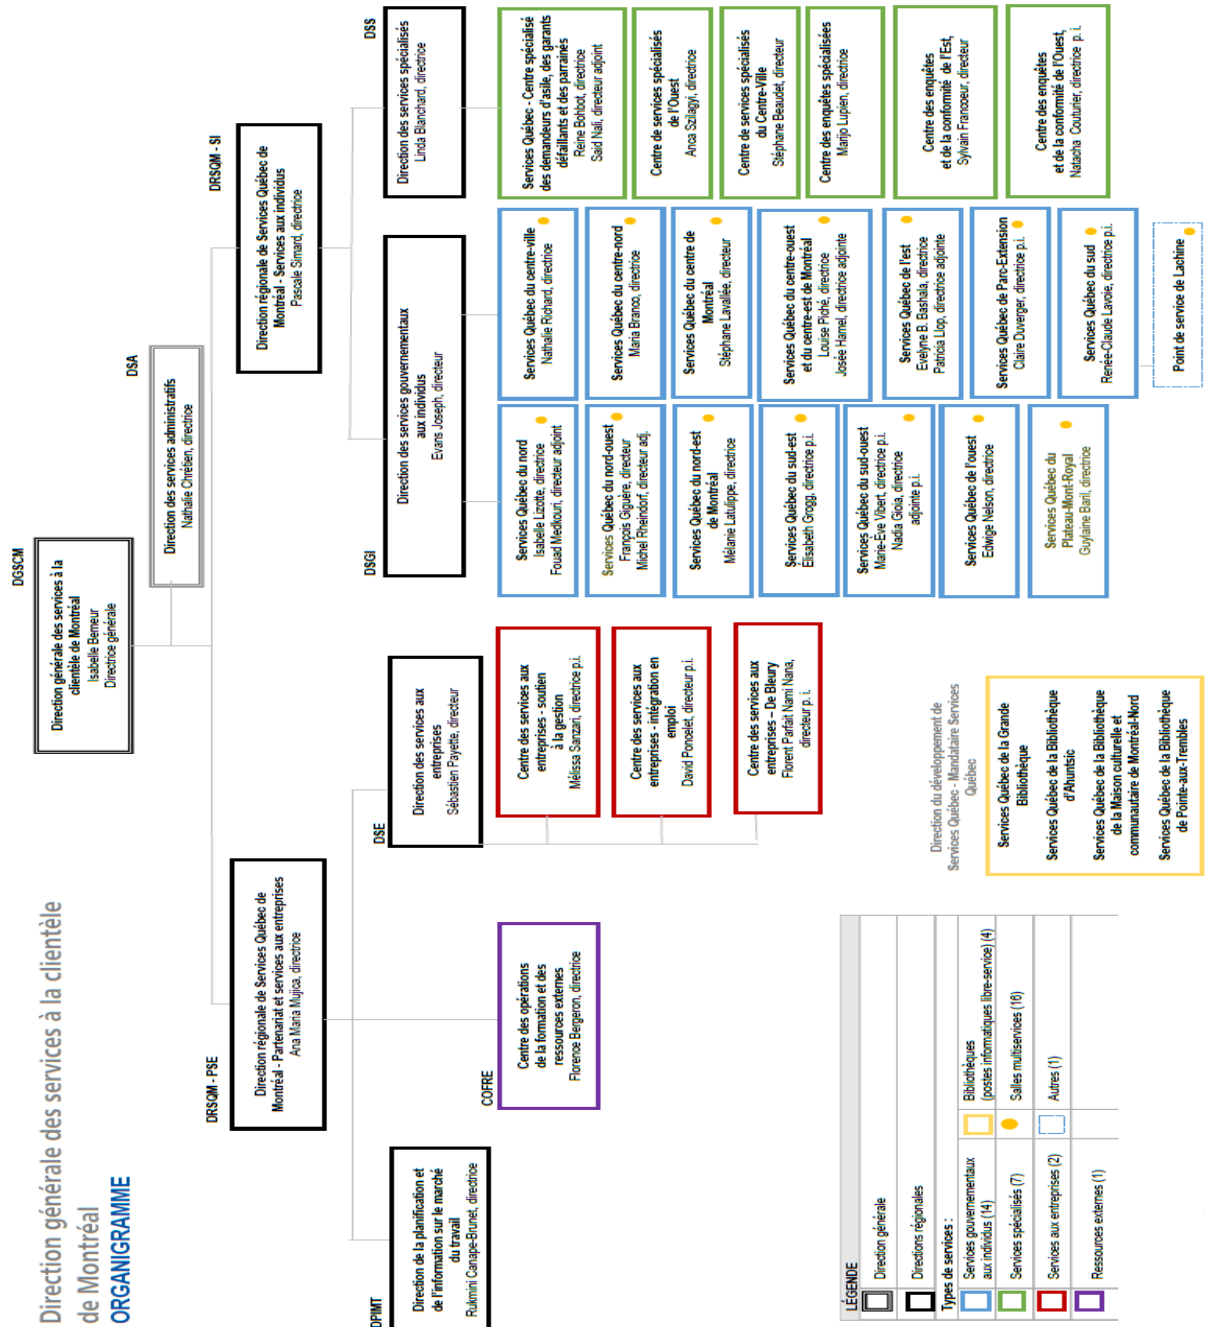 Direction générale des services à la clientèle
de Montréal
ORGANIGRAMME
DGSCM
Direction générale des services à la
clientèle de Montréal
Isabelle Berneur
Directrice générale
DSA
Direction des services administratifs
Nathalie Chrétien, directrice
DRSQM - PSE
Direction régionale de Services Québec de
Montréal - Partenariat et services aux entreprises
Ana Maria Mujica, directrice
DRSQM - SI
Direction régionale de Services Québec de
Montréal - Services aux individus
Pascale Simard, directrice
DPIMT
Direction de la planification et
de l'information sur le marché
du travail
Rukmini Canape-Brunet, directrice
COFRE
Centre des opérations
de la formation et des
ressources externes
Florence Bergeron, directrice
DSE
Direction des services aux
entreprises
Sébastien Payette, directeur
Centre des services aux
entreprises - soutien
à la gestion
Mélissa Sanzari, directrice p.i.
Centre des services aux
entreprises - intégration en
emploi
David Poncelet, directeur p.i.
Centre des services aux
entreprises – De Bleury
Florent Parfait Nami Nana,
directeur p. i.
DSGI
Direction des services gouvernementaux
aux individus
Evans Joseph, directeur
Services Québec du nord
Isabelle Lizotte, directrice
Fouad Medkouri, directeur adjoint
Services Québec du nord-ouest
François Giguère, directeur
Michel Rheindorf, directeur adj.
Services Québec du nord-est
de Montréal
Mélanie Latulippe, directrice
Services Québec du sud-est
Élisabeth Grogg, directrice p.i.
Services Québec du sud-ouest
Marie-Ève Vibert, directrice p.i.
Nadia Gioia, directrice
adjointe p.i.
Services Québec de l'ouest
Edwige Nelson, directrice
Services Québec du
Plateau-Mont-Royal
Guylaine Baril, directrice
Services Québec du centre-ville
Nathalie Richard, directrice
Services Québec du centre-nord
Maria Branco, directrice
Services Québec du centre de
Montréal
Stéphane Lavallée, directeur
Services Québec du centre-ouest
et du centre-est de Montréal
Louise Piché, directrice
Josée Hamel, directrice adjointe
Services Québec de l'est
Evelyne B. Bashala, directrice
Patricia Llop, directrice adjointe
Services Québec de Parc-Extension
Claire Duverger, directrice p.i.
Services Québec du sud
Renée-Claude Lavoie, directrice p.i.
Point de service de Lachine
DSS
Direction des services spécialisés
Linda Blanchard, directrice
Services Québec - Centre spécialisé
des demandeurs d'asile, des garants
défaillants et des parrainés
Reine Bohbot, directrice
Said Nali, directeur adjoint
Centre de services spécialisés
de l'Ouest
Anca Szilagyi, directrice
Centre de services spécialisés
du Centre-Ville
Stéphane Beaudet, directeur
Centre des enquêtes spécialisées
Marijo Lupien, directrice
Centre des enquêtes
et de la conformité de l'Est,
Sylvain Francoeur, directeur
Centre des enquêtes
et de la conformité de l'Ouest,
Natacha Couturier, directrice p. i.
Direction du développement de
Services Québec - Mandataire Services
Québec
Services Québec de la Grande
Bibliothèque
Services Québec de la Bibliothèque
d'Ahuntsic
Services Québec de la Bibliothèque
de la Maison culturelle et
communautaire de Montréal-Nord
Services Québec de la Bibliothèque
de Pointe-aux-Trembles
LÉGENDE
Direction générale
Directions régionales
Types de services :
Services gouvernementaux
aux individus (14)
Bibliothèques
(postes informatiques libre-service) (4)
Services spécialisés (7)
Salles multiservices (16)
Services aux entreprises (2)
Autres (1)
Ressources externes (1)